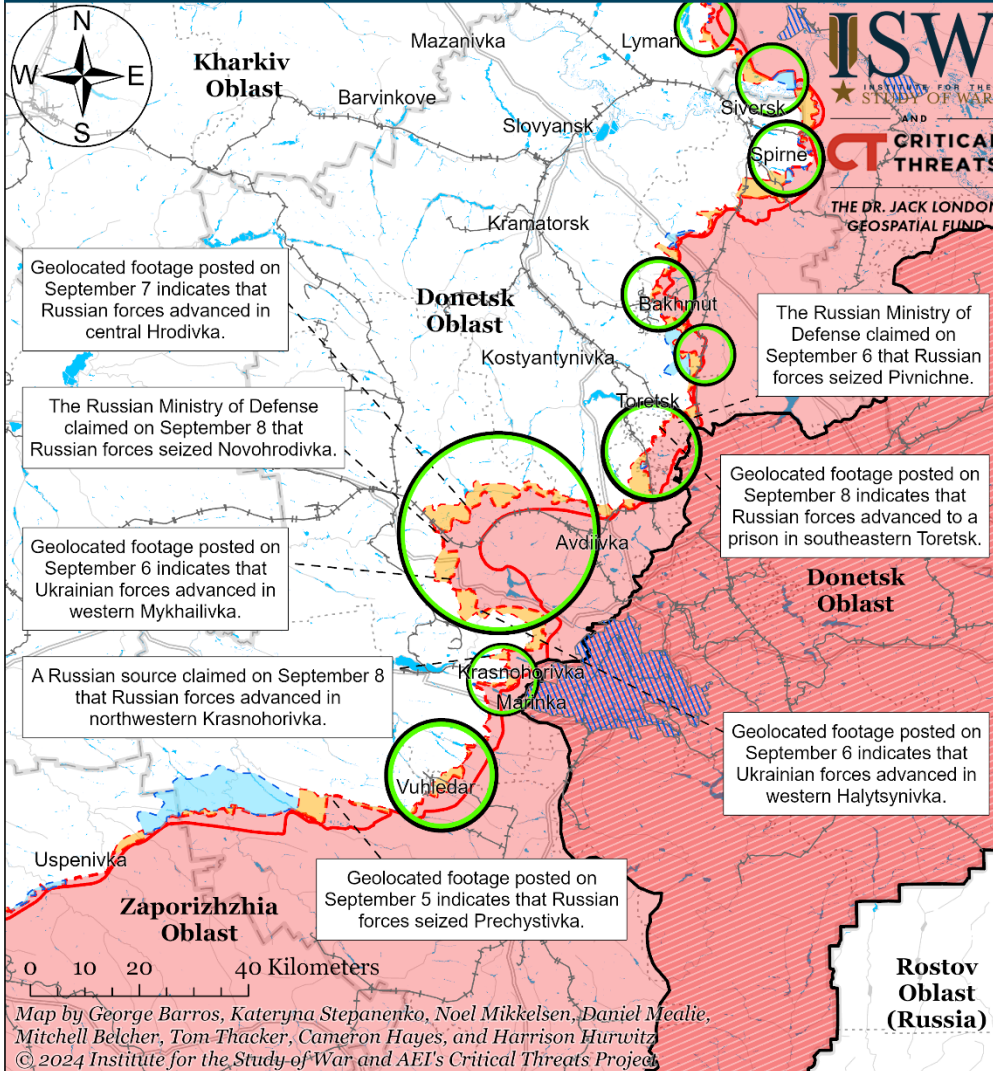 N
W
E
S
Kharkiv
Oblast
Mazanivka
Lyman
Barvinkove
Slovyansk
Siversk
Spirne
Kramatorsk
ISW
INSTITUTE FOR THE
STUDY OF WAR
AND
CT
CRITICAL
THREATS
THE DR. JACK LONDON
GEOSPATIAL FUND
Geolocated footage posted on
September 7 indicates that
Russian forces advanced in
central Hrodivka.
Donetsk
Oblast
Bakhmut
Kostyantynivka
The Russian Ministry of
Defense claimed on
September 6 that Russian
forces seized Pivnichne.
The Russian Ministry of Defense
claimed on September 8 that
Russian forces seized Novohrodivka.
Toretsk
Geolocated footage posted on
September 8 indicates that
Russian forces advanced to a
prison in southeastern Toretsk.
Avdiivka
Geolocated footage posted on
September 6 indicates that
Ukrainian forces advanced in
western Mykhailivka.
Donetsk
Oblast
A Russian source claimed on September 8
that Russian forces advanced in
northwestern Krasnohorivka.
Krasnohorivka
Marinka
Geolocated footage posted on
September 6 indicates that
Ukrainian forces advanced in
western Halytsynivka.
Vuhledar
Uspenivka
Geolocated footage posted on
September 5 indicates that Russian
forces seized Prechystivka.
Zaporizhzhia
Oblast
0 10 20 40 Kilometers
Rostov
Oblast
(Russia)
Map by George Barros, Kateryna Stepanenko, Noel Mikkelsen, Daniel Mealie,
Mitchell Belcher, Tom Thacker, Cameron Hayes, and Harrison Hurwitz
© 2024 Institute for the Study of War and AEI's Critical Threats Project